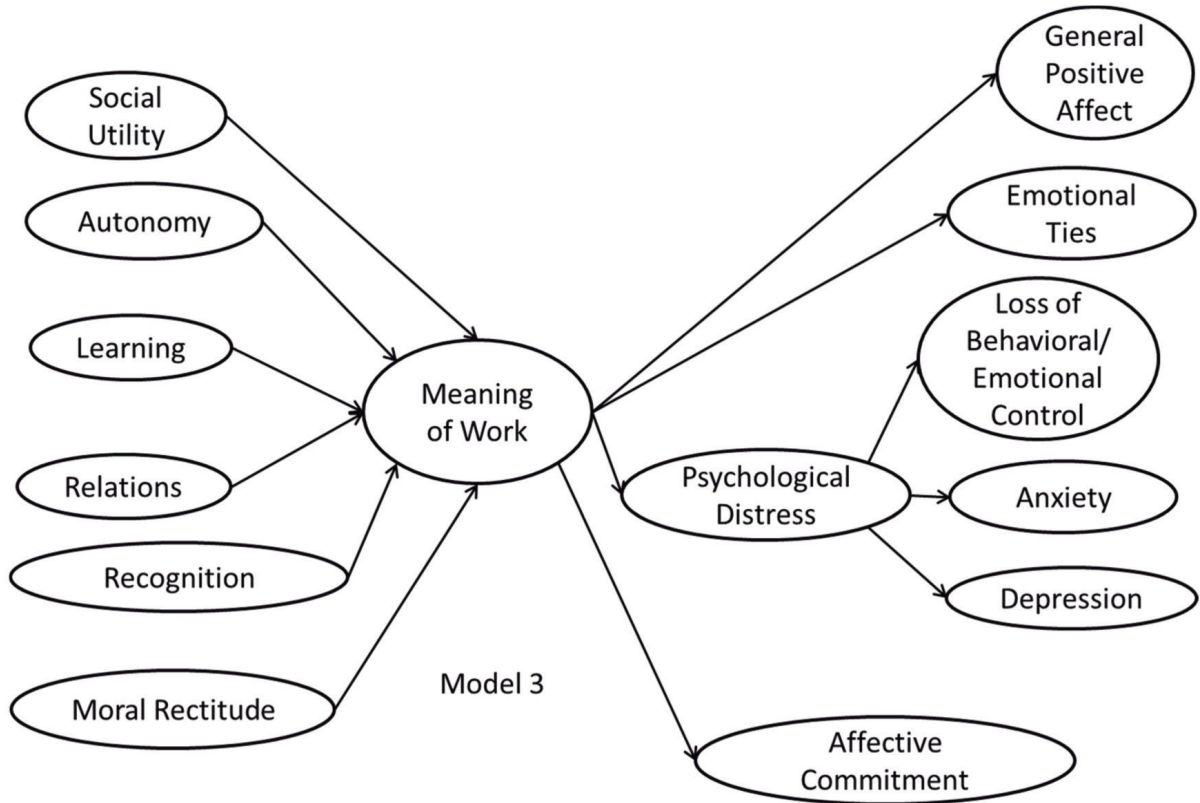 Social
Utility
Autonomy
Learning
Relations
Recognition
Moral Rectitude
Meaning
of Work
Model 3
General
Positive
Affect
Emotional
Ties
Loss of
Behavioral/
Emotional
Control
Psychological
Distress
Anxiety
Depression
Affective
Commitment